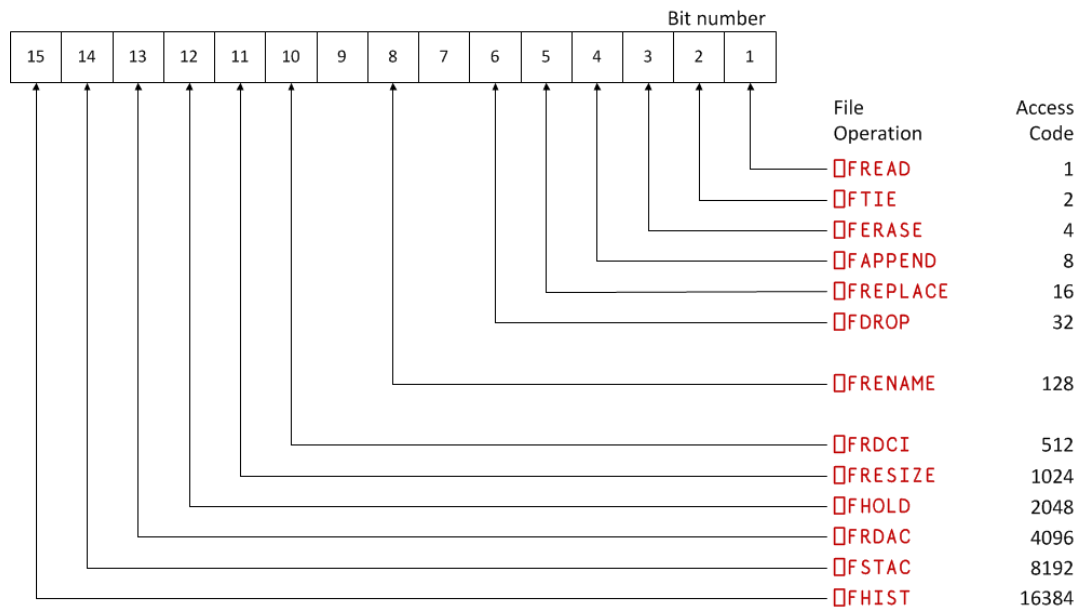 Bit number
15 14 13 12 11 10 9 8 7 6 5 4 3 2 1
File Operation Access Code
⎕FREAD 1
⎕FTIE 2
⎕FERASE 4
⎕FAPPEND 8
⎕FREPLACE 16
⎕FDROP 32
⎕FRENAME 128
⎕FRDCI 512
⎕FRESIZE 1024
⎕FHOLD 2048
⎕FRDAC 4096
⎕FSTAC 8192
⎕FHIST 16384